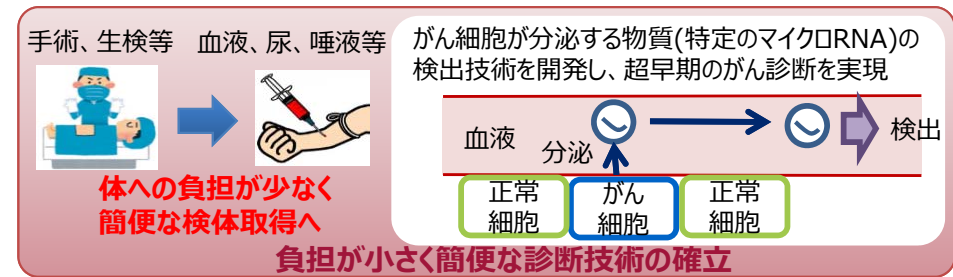 手術、生検等
血液、尿、唾液等
体への負担が少なく
簡便な検体取得へ
がん細胞が分泌する物質(特定のマイクロRNA)の
検出技術を開発し、超早期のがん診断を実現
血液
分泌
検出
正常
細胞
がん
細胞
正常
細胞
負担が小さく簡便な診断技術の確立